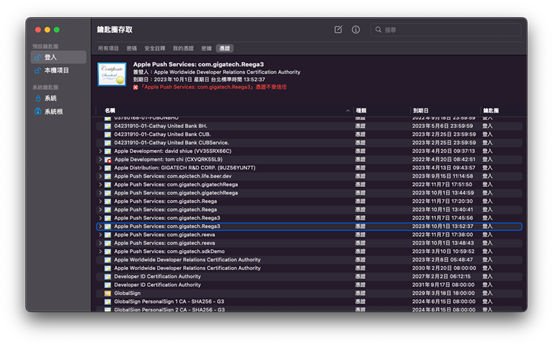 鑰匙圈存取
搜尋
預設鑰匙圈
登入
本機項目
系統鑰匙圈
系統
系統根
所有項目 密碼 安全註記 我的憑證 密鑰 憑證
Apple Push Services: com.gigatech.Reega3
簽發人:Apple Worldwide Developer Relations Certification Authority
到期日:2023年10月1日 星期日 台北標準時間 13:52:37
「Apple Push Services: com.gigatech.Reega3」憑證不受信任
名稱 種類 到期日 鑰匙圈
04231910-01-Cathay United Bank BH. 憑證 2023年5月6日 23:59:59 登入
04231910-01-Cathay United Bank CUB. 憑證 2023年2月25日 23:59:59 登入
04231910-01-Cathay United Bank CUBService. 憑證 2023年2月25日 23:59:59 登入
Apple Development: david shiue (VV35SRX66C) 憑證 2023年4月20日 09:37:13 登入
Apple Development: tom chi (CXVQRK55L9) 憑證 2022年4月20日 08:42:51 登入
Apple Distribution: GIGATECH R&D CORP. (9UZ56YUN7T) 憑證 2023年4月13日 09:43:57 登入
Apple Push Services: com.epictech.life.beer.dev 憑證 2023年9月15日 11:14:58 登入
Apple Push Services: com.gigatech.gigatechReega 憑證 2022年11月7日 17:51:50 登入
Apple Push Services: com.gigatech.gigatechReega 憑證 2023年10月1日 13:44:59 登入
Apple Push Services: com.gigatech.Reega 憑證 2022年11月7日 17:20:30 登入
Apple Push Services: com.gigatech.Reega 憑證 2023年10月1日 13:40:41 登入
Apple Push Services: com.gigatech.Reega3 憑證 2022年11月7日 17:45:56 登入
Apple Push Services: com.gigatech.Reega3 憑證 2023年10月1日 13:52:37 登入
Apple Push Services: com.gigatech.reeva 憑證 2022年11月7日 17:38:00 登入
Apple Push Services: com.gigatech.reeva 憑證 2023年10月1日 13:48:43 登入
Apple Push Services: com.gigatech.sdkDemo 憑證 2023年3月10日 10:59:52 登入
Apple Worldwide Developer Relations Certification Authority 憑證 2023年2月8日 05:48:47 登入
Apple Worldwide Developer Relations Certification Authority 憑證 2030年2月20日 08:00:00 登入
Developer ID Certification Authority 憑證 2027年2月2日 06:12:15 登入
Developer ID Certification Authority 憑證 2031年9月17日 08:00:00 登入
GlobalSign 憑證 2029年3月18日 18:00:00 登入
GlobalSign PersonalSign 1 CA - SHA256 - G3 憑證 2024年6月15日 08:00:00 登入
GlobalSign PersonalSign 2 CA - SHA256 - G3 憑證 2024年6月15日 08:00:00 登入